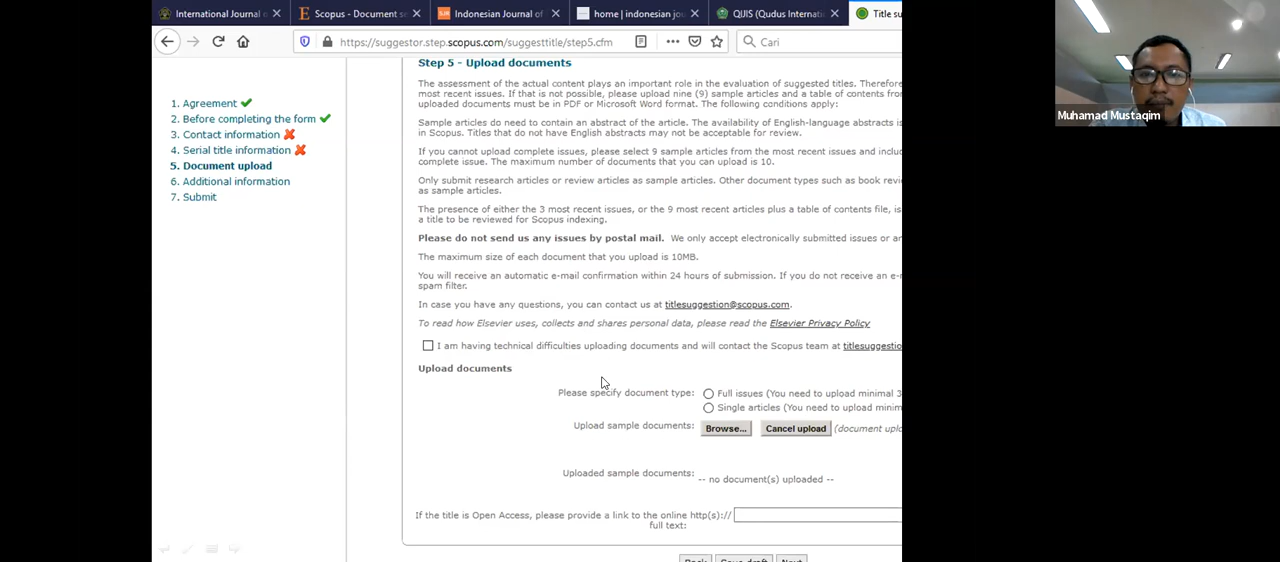 International Journal o
Scopus - Document se
Indonesian Journal of
home | indonesian jo
QIJIS (Qudus Internati
Title su
https://suggestor.step.scopus.com/suggesttitle/step5.cfm
Cari
Muhamad Mustaqim
1. Agreement
2. Before completing the form
3. Contact information
4. Serial title information
5. Document upload
6. Additional information
7. Submit
Step 5 - Upload documents
The assessment of the actual content plays an important role in the evaluation of suggested titles. Therefore
most recent issues. If that is not possible, please upload nine (9) sample articles and a table of contents from
uploaded documents must be in PDF or Microsoft Word format. The following conditions apply:
Sample articles do need to contain an abstract of the article. The availability of English-language abstracts is
in Scopus. Titles that do not have English abstracts may not be acceptable for review.
If you cannot upload complete issues, please select 9 sample articles from the most recent issues and includ
complete issue. The maximum number of documents that you can upload is 10.
Only submit research articles or review articles as sample articles. Other document types such as book revi
as sample articles.
The presence of either the 3 most recent issues, or the 9 most recent articles plus a table of contents file, is
a title to be reviewed for Scopus indexing.
Please do not send us any issues by postal mail. We only accept electronically submitted issues or ar
The maximum size of each document that you upload is 10MB.
You will receive an automatic e-mail confirmation within 24 hours of submission. If you do not receive an e-m
spam filter.
In case you have any questions, you can contact us at titlesuggestion@scopus.com.
To read how Elsevier uses, collects and shares personal data, please read the Elsevier Privacy Policy
I am having technical difficulties uploading documents and will contact the Scopus team at titlesuggestio
Upload documents
Please specify document type: Full issues (You need to upload minimal 3
Single articles (You need to upload minim
Upload sample documents: Browse... Cancel upload (document uplo
Uploaded sample documents: -- no document(s) uploaded --
If the title is Open Access, please provide a link to the online http(s)://
full text:
Back Save draft Next